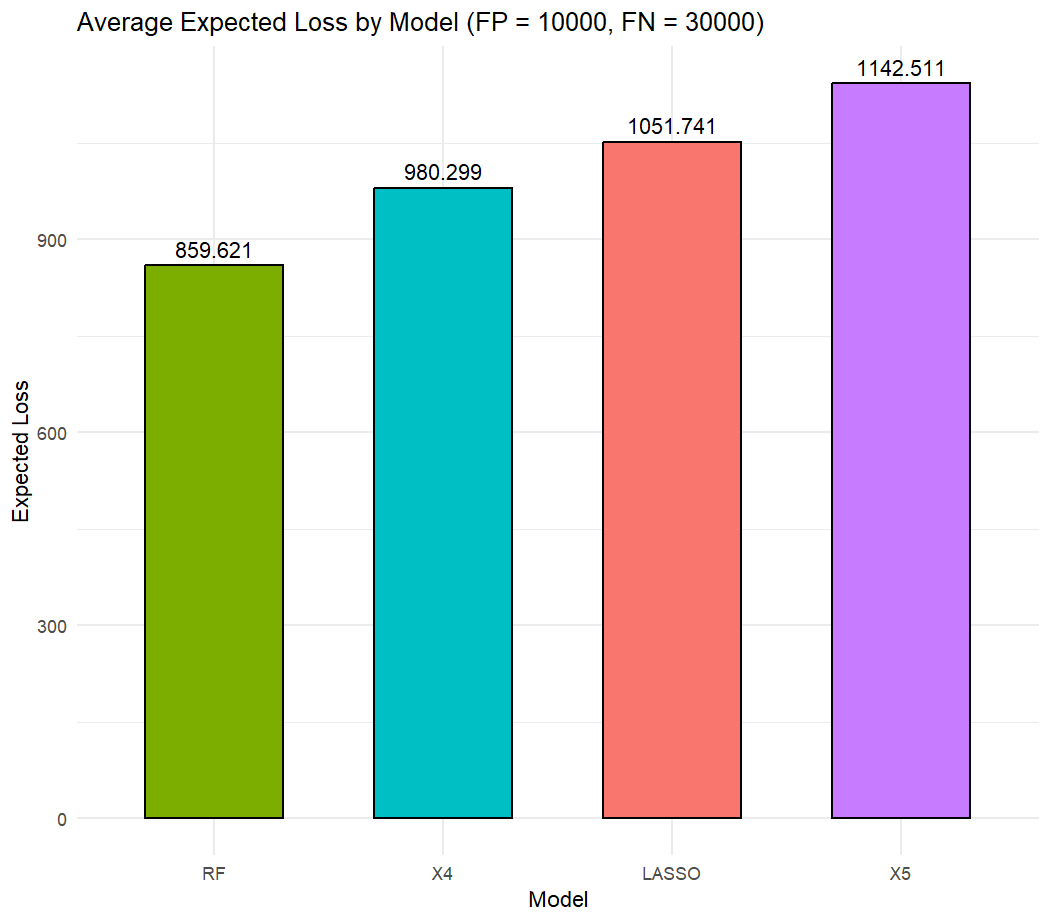 Average Expected Loss by Model (FP = 10000, FN = 30000)
1142.511
1051.741
980.299
859.621
900
600
300
0
Expected Loss
RF X4 LASSO X5
Model